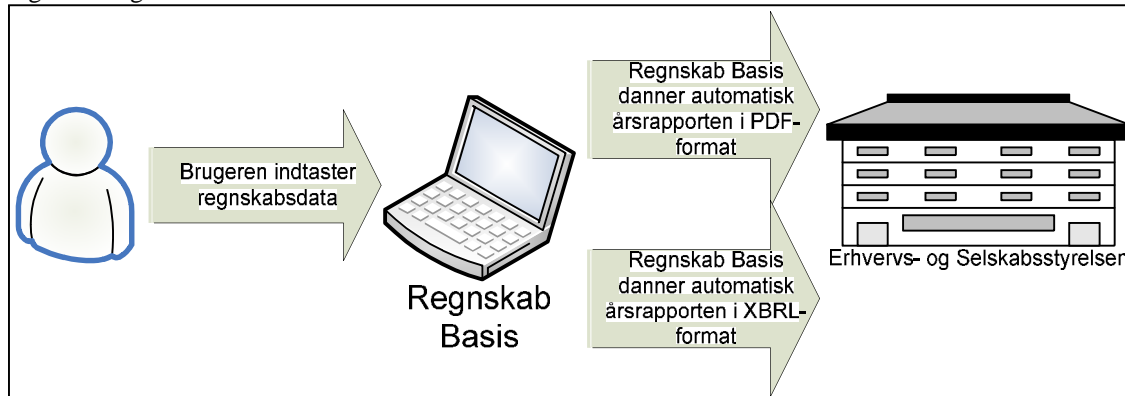 Brugeren indtaster
regnskabsdata
Regnskab
Basis
Regnskab Basis
danner automatisk
årsrapporten i PDF-
format
Regnskab Basis
danner automatisk
årsrapporten i XBRL-
format
Erhvervs- og Selskabsstyrelsen